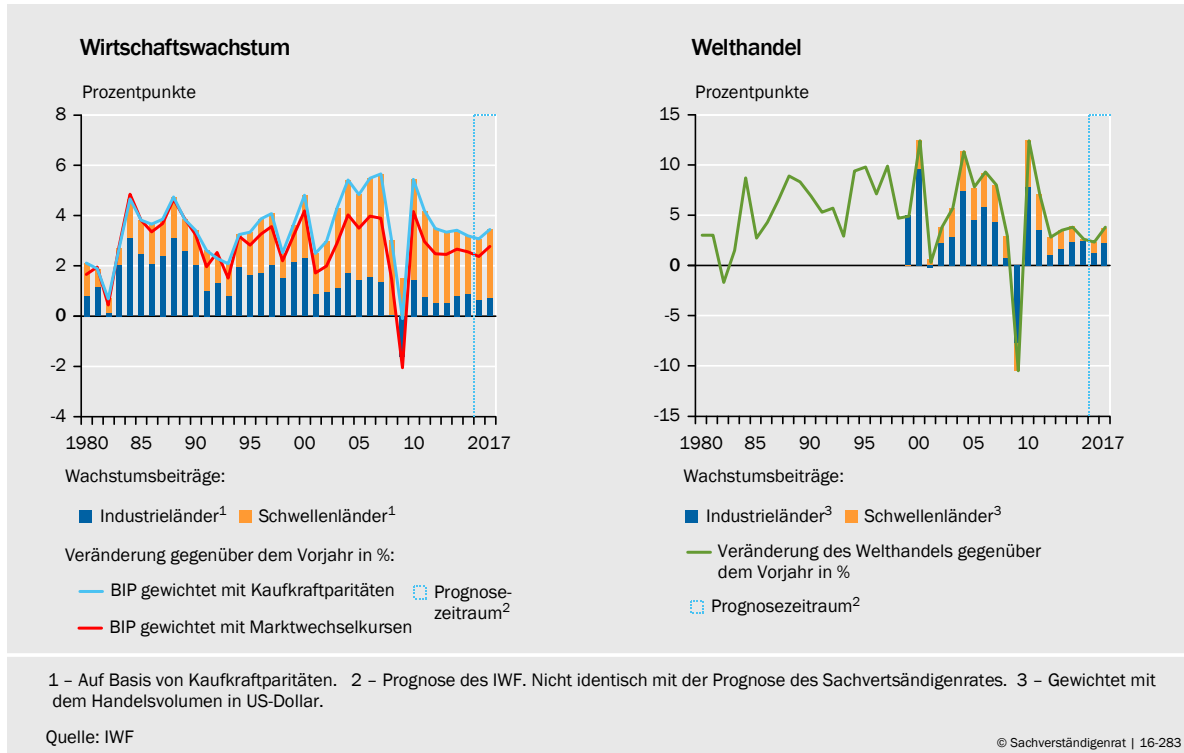 Wirtschaftswachstum
Prozentpunkte
8
6
4
2
0
-2
-4
1980 85 90 95 00 05 10 2017
Wachstumsbeiträge:
Industrieländer1 Schwellenländer1
Veränderung gegenüber dem Vorjahr in %:
BIP gewichtet mit Kaufkraftparitäten
BIP gewichtet mit Marktwechselkursen
Prognose-
zeitraum2
Welthandel
Prozentpunkte
15
10
5
0
-5
-10
-15
1980 85 90 95 00 05 10 2017
Wachstumsbeiträge:
Industrieländer3 Schwellenländer3
Veränderung des Welthandels gegenüber
dem Vorjahr in %
Prognosezeitraum2
1 – Auf Basis von Kaufkraftparitäten. 2 – Prognose des IWF. Nicht identisch mit der Prognose des Sachvertsändigenrates. 3 – Gewichtet mit
dem Handelsvolumen in US-Dollar.
Quelle: IWF
© Sachverständigenrat | 16-283